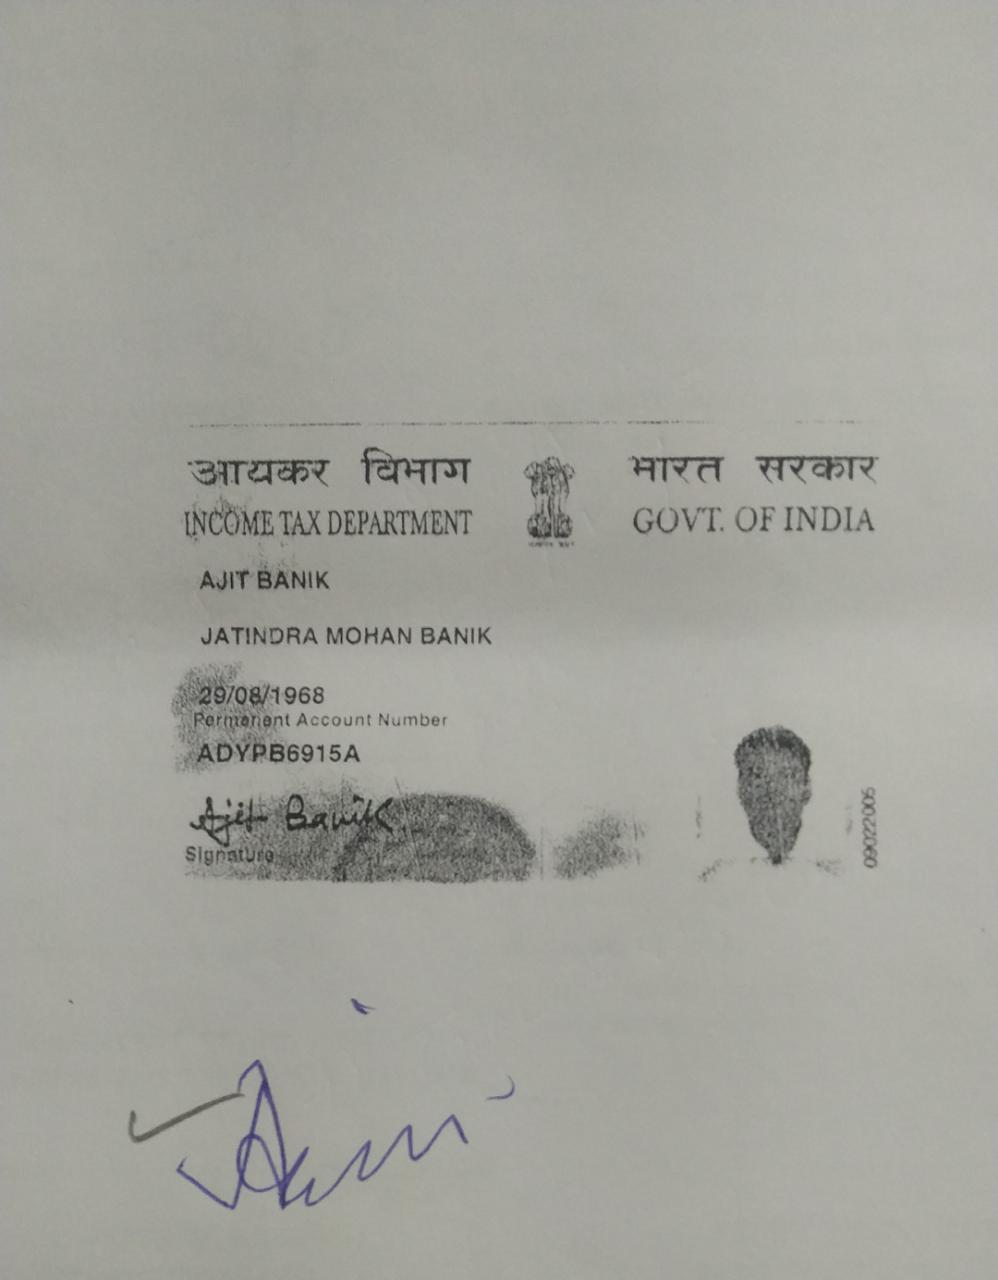 आयकर विभाग
भारत सरकार
INCOME TAX DEPARTMENT
GOVT. OF INDIA
AJIT BANIK
JATINDRA MOHAN BANIK
29/08/1968
Permanent Account Number
ADYPB6915A
Ajit Banik
Signature
09022005